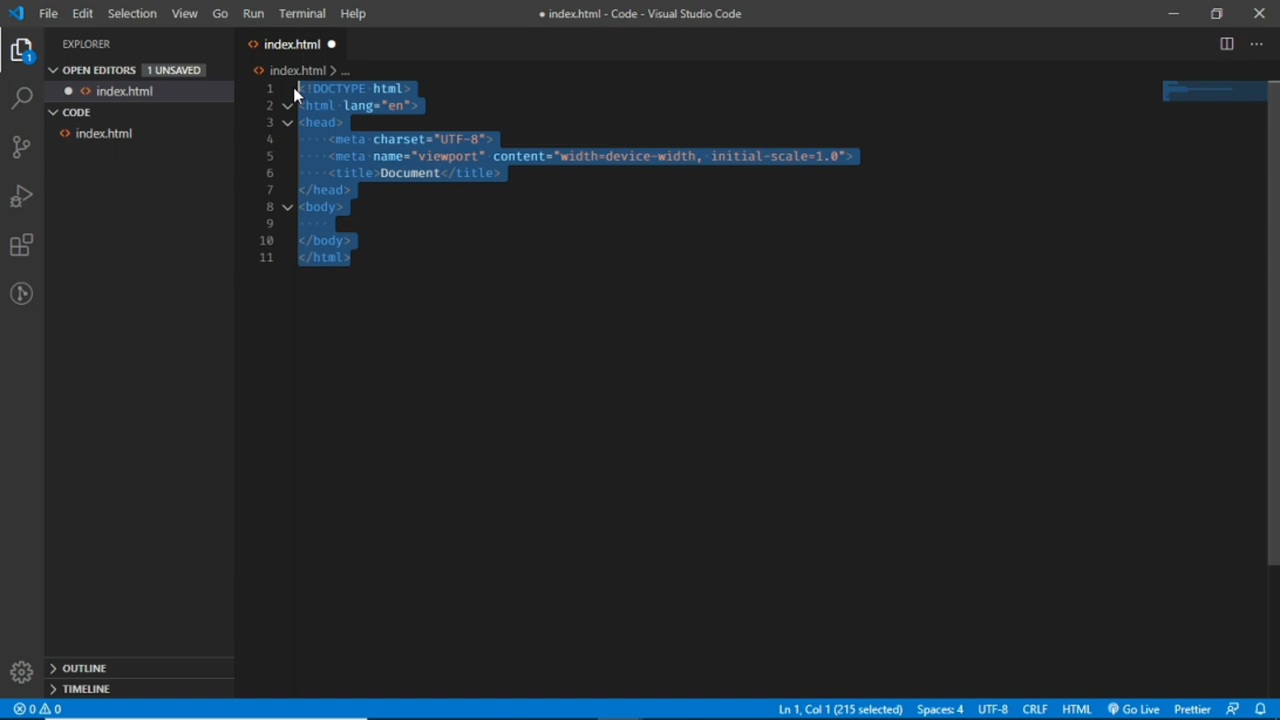 File Edit Selection View Go Run Terminal Help
● index.html - Code - Visual Studio Code
EXPLORER
OPEN EDITORS 1 UNSAVED
index.html
CODE
index.html
OUTLINE
TIMELINE
1
index.html
index.html > ...
1 <!DOCTYPE html>
2 <html lang="en">
3 <head>
4 <meta charset="UTF-8">
5 <meta name="viewport" content="width=device-width, initial-scale=1.0">
6 <title>Document</title>
7 </head>
8 <body>
9
10 </body>
11 </html>
0 0 Ln 1, Col 1 (215 selected) Spaces: 4 UTF-8 CRLF HTML Go Live Prettier